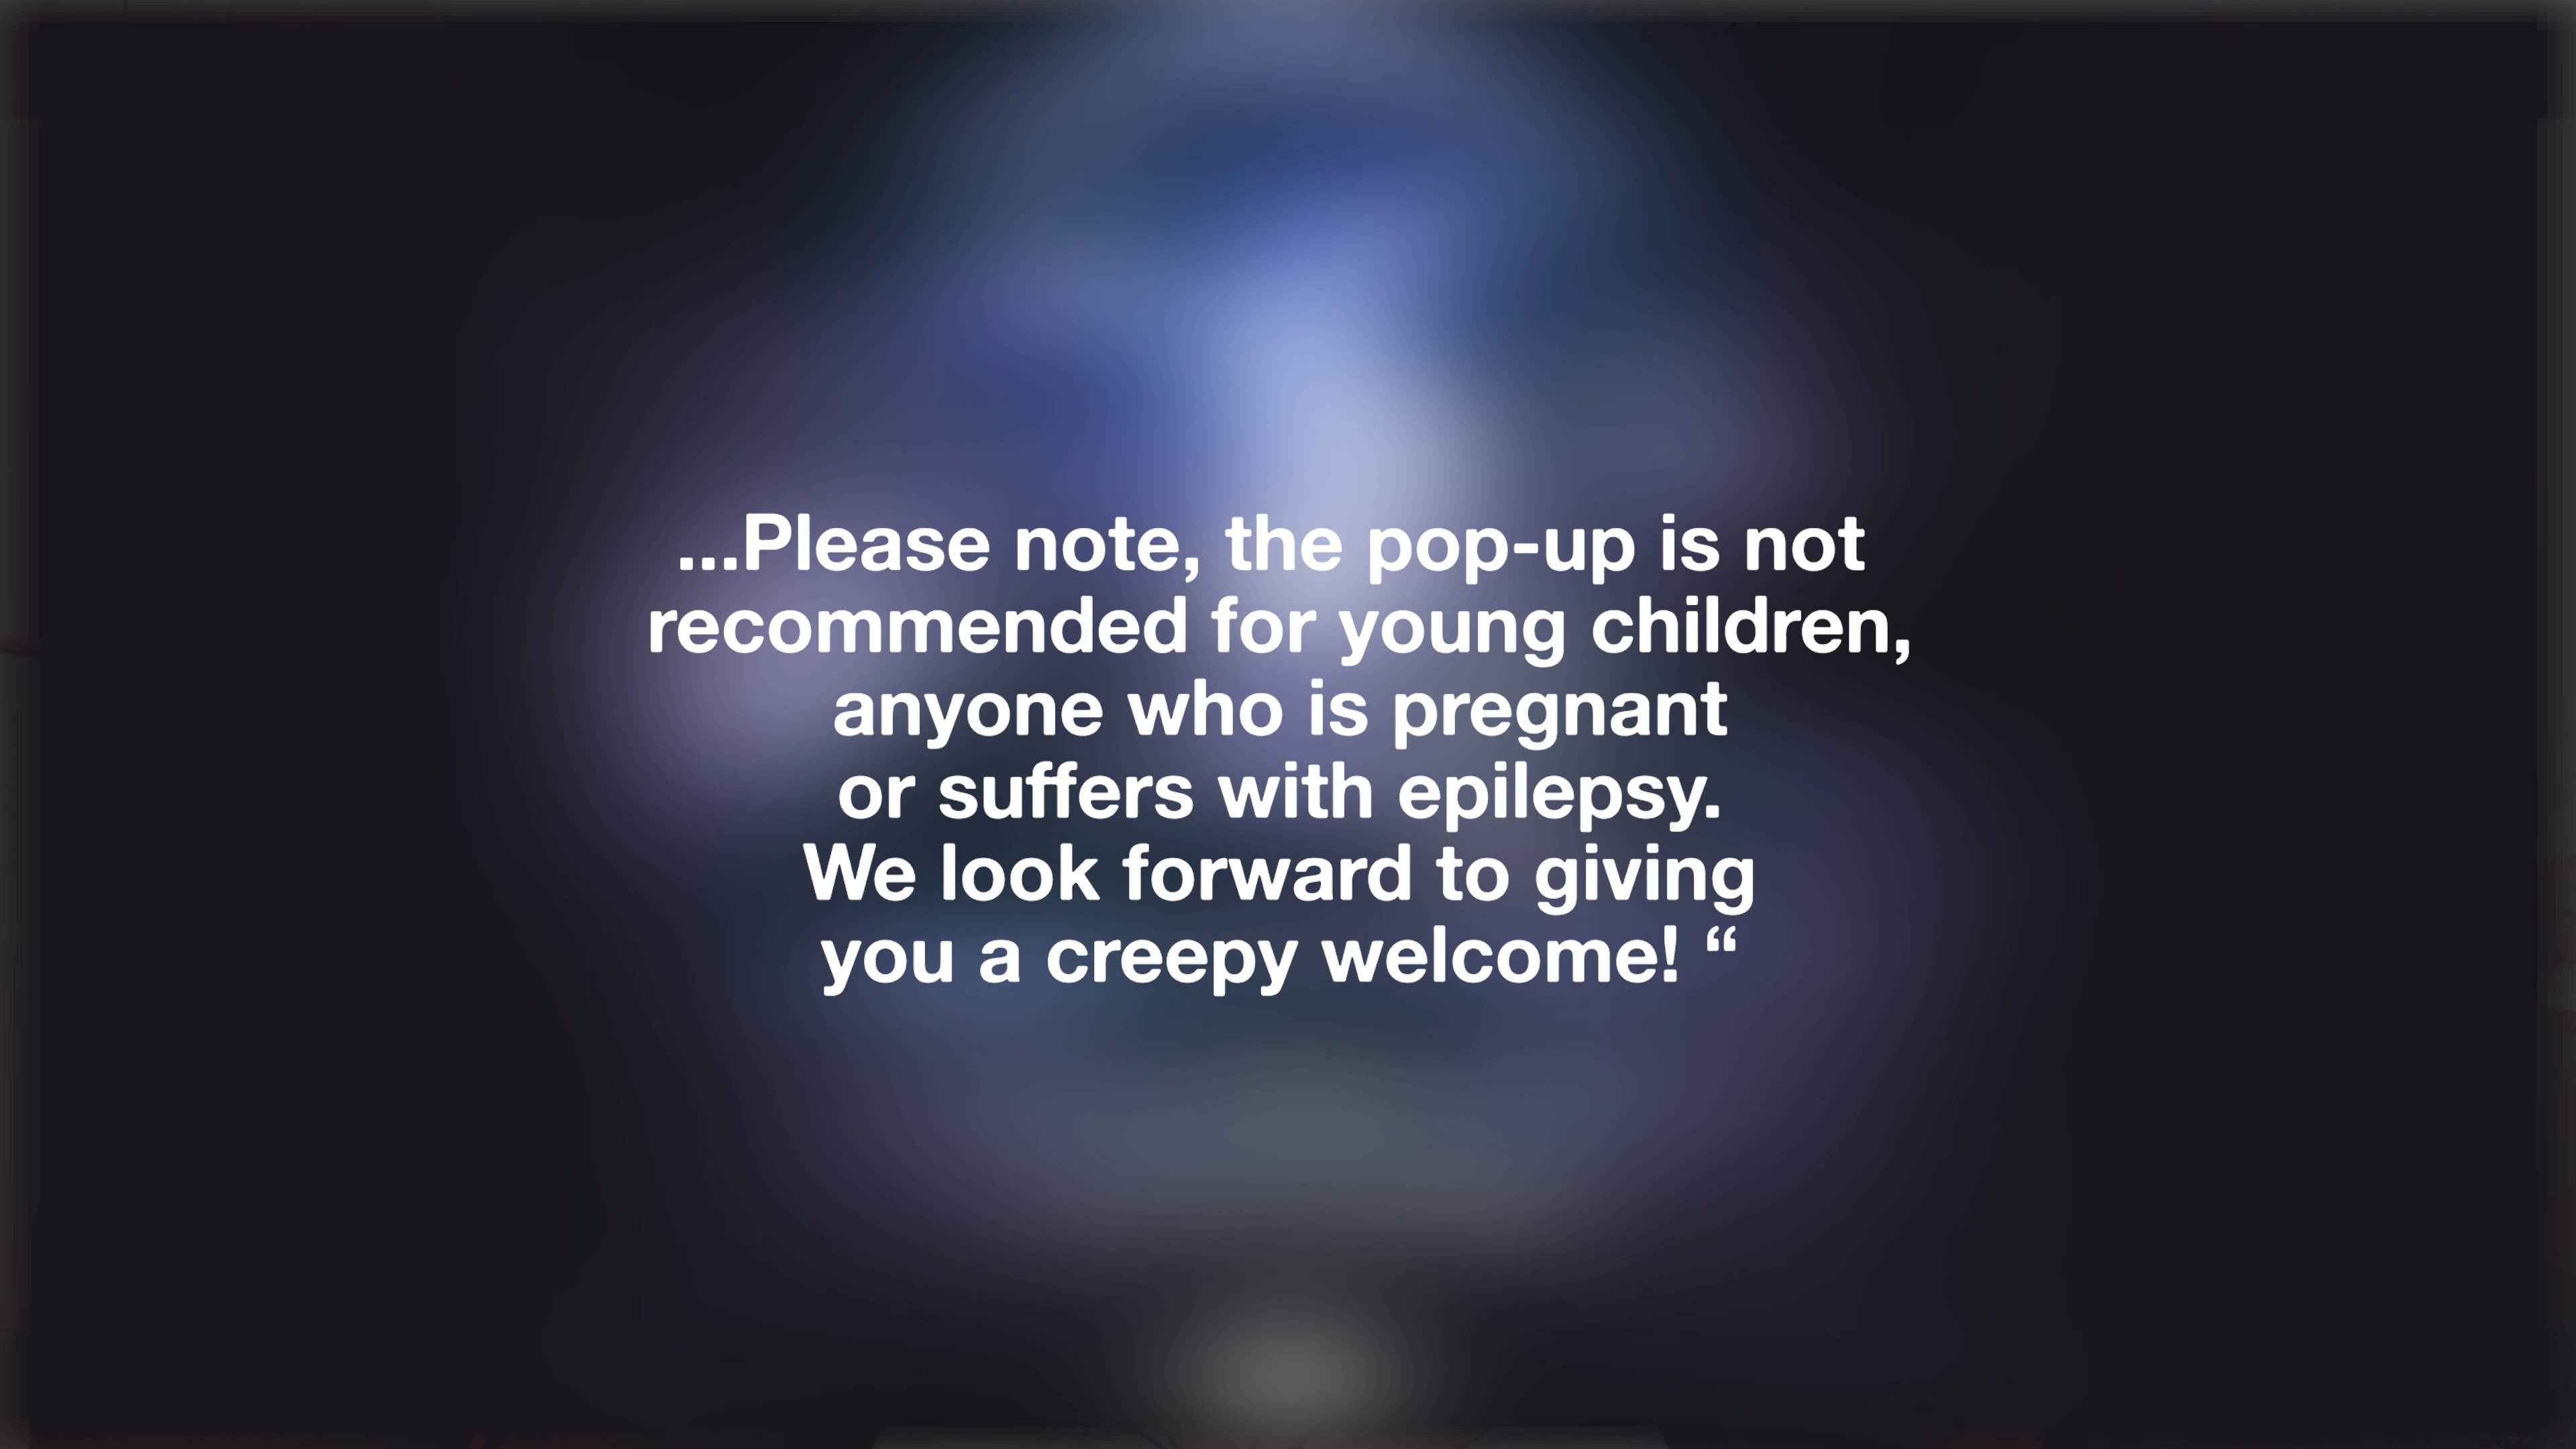 ...Please note, the pop-up is not
recommended for young children,
anyone who is pregnant
or suffers with epilepsy.
We look forward to giving
you a creepy welcome! “